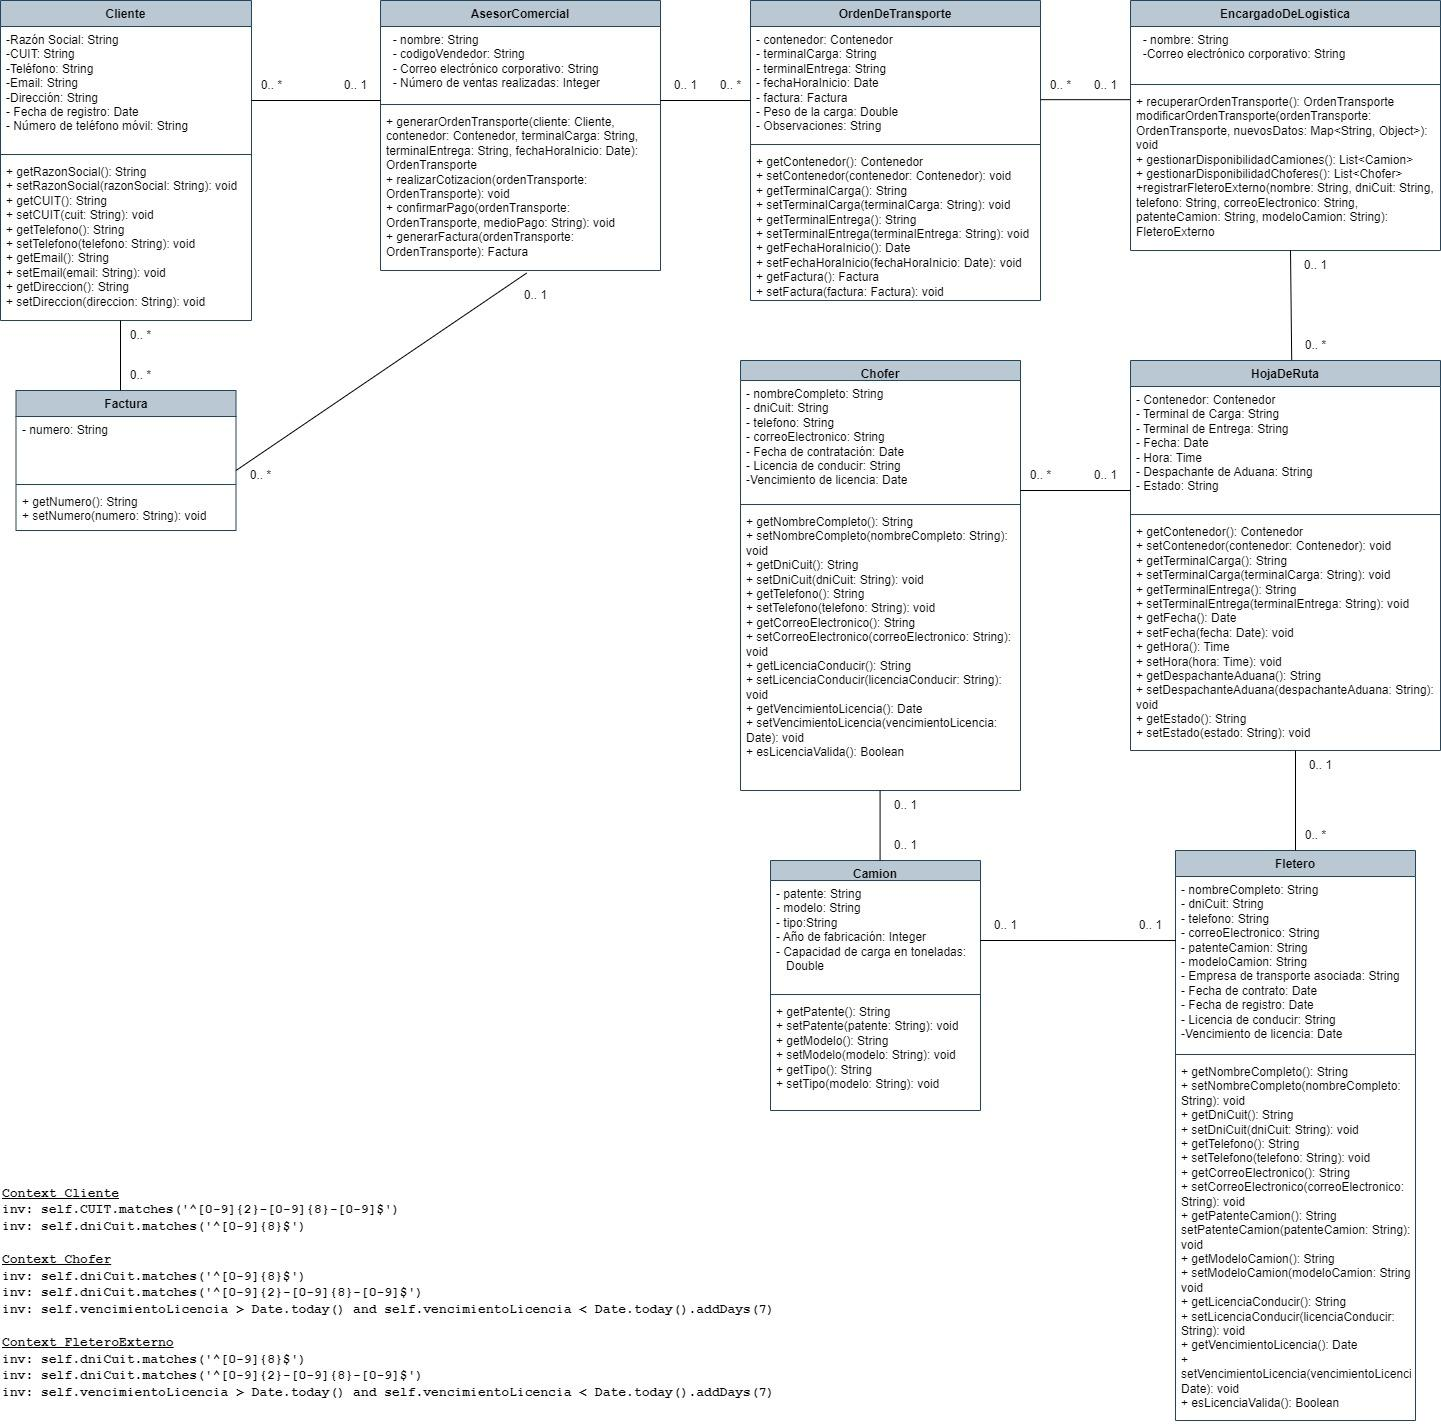 Cliente
-Razón Social: String
-CUIT: String
-Teléfono: String
-Email: String
-Dirección: String
- Fecha de registro: Date
- Número de teléfono móvil: String
+ getRazonSocial(): String
+ setRazonSocial(razonSocial: String): void
+ getCUIT(): String
+ setCUIT(cuit: String): void
+ getTelefono(): String
+ setTelefono(telefono: String): void
+ getEmail(): String
+ setEmail(email: String): void
+ getDireccion(): String
+ setDireccion(direccion: String): void
0.. *
0.. 1
AsesorComercial
- nombre: String
- codigoVendedor: String
- Correo electrónico corporativo: String
- Número de ventas realizadas: Integer
+ generarOrdenTransporte(cliente: Cliente,
contenedor: Contenedor, terminalCarga: String,
terminalEntrega: String, fechaHoraInicio: Date):
OrdenTransporte
+ realizarCotizacion(ordenTransporte:
OrdenTransporte): void
+ confirmarPago(ordenTransporte:
OrdenTransporte, medioPago: String): void
+ generarFactura(ordenTransporte:
OrdenTransporte): Factura
0.. 1
0.. *
OrdenDeTransporte
- contenedor: Contenedor
- terminalCarga: String
- terminalEntrega: String
- fechaHoraInicio: Date
- factura: Factura
- Peso de la carga: Double
- Observaciones: String
+ getContenedor(): Contenedor
+ setContenedor(contenedor: Contenedor): void
+ getTerminalCarga(): String
+ setTerminalCarga(terminalCarga: String): void
+ getTerminalEntrega(): String
+ setTerminalEntrega(terminalEntrega: String): void
+ getFechaHoraInicio(): Date
+ setFechaHoraInicio(fechaHoraInicio: Date): void
+ getFactura(): Factura
+ setFactura(factura: Factura): void
0.. *
0.. 1
EncargadoDeLogistica
- nombre: String
-Correo electrónico corporativo: String
+ recuperarOrdenTransporte(): OrdenTransporte
modificarOrdenTransporte(ordenTransporte:
OrdenTransporte, nuevosDatos: Map<String, Object>):
void
+ gestionarDisponibilidadCamiones(): List<Camion>
+ gestionarDisponibilidadChoferes(): List<Chofer>
+registrarFleteroExterno(nombre: String, dniCuit: String,
telefono: String, correoElectronico: String,
patenteCamion: String, modeloCamion: String):
FleteroExterno
0.. 1
0.. *
0.. 1
0.. *
0.. *
Factura
- numero: String
+ getNumero(): String
+ setNumero(numero: String): void
0.. *
Chofer
- nombreCompleto: String
- dniCuit: String
- telefono: String
- correoElectronico: String
- Fecha de contratación: Date
- Licencia de conducir: String
-Vencimiento de licencia: Date
+ getNombreCompleto(): String
+ setNombreCompleto(nombreCompleto: String):
void
+ getDniCuit(): String
+ setDniCuit(dniCuit: String): void
+ getTelefono(): String
+ setTelefono(telefono: String): void
+ getCorreoElectronico(): String
+ setCorreoElectronico(correoElectronico: String):
void
+ getLicenciaConducir(): String
+ setLicenciaConducir(licenciaConducir: String):
void
+ getVencimientoLicencia(): Date
+ setVencimientoLicencia(vencimientoLicencia:
Date): void
+ esLicenciaValida(): Boolean
0.. *
0.. 1
HojaDeRuta
- Contenedor: Contenedor
- Terminal de Carga: String
- Terminal de Entrega: String
- Fecha: Date
- Hora: Time
- Despachante de Aduana: String
- Estado: String
+ getContenedor(): Contenedor
+ setContenedor(contenedor: Contenedor): void
+ getTerminalCarga(): String
+ setTerminalCarga(terminalCarga: String): void
+ getTerminalEntrega(): String
+ setTerminalEntrega(terminalEntrega: String): void
+ getFecha(): Date
+ setFecha(fecha: Date): void
+ getHora(): Time
+ setHora(hora: Time): void
+ getDespachanteAduana(): String
+ setDespachanteAduana(despachanteAduana: String):
void
+ getEstado(): String
+ setEstado(estado: String): void
0.. 1
0.. *
0.. 1
0.. 1
Camion
- patente: String
- modelo: String
- tipo:String
- Año de fabricación: Integer
- Capacidad de carga en toneladas:
Double
+ getPatente(): String
+ setPatente(patente: String): void
+ getModelo(): String
+ setModelo(modelo: String): void
+ getTipo(): String
+ setTipo(modelo: String): void
0.. 1
0.. 1
Fletero
- nombreCompleto: String
- dniCuit: String
- telefono: String
- correoElectronico: String
- patenteCamion: String
- modeloCamion: String
- Empresa de transporte asociada: String
- Fecha de contrato: Date
- Fecha de registro: Date
- Licencia de conducir: String
-Vencimiento de licencia: Date
+ getNombreCompleto(): String
+ setNombreCompleto(nombreCompleto:
String): void
+ getDniCuit(): String
+ setDniCuit(dniCuit: String): void
+ getTelefono(): String
+ setTelefono(telefono: String): void
+ getCorreoElectronico(): String
+ setCorreoElectronico(correoElectronico:
String): void
+ getPatenteCamion(): String
setPatenteCamion(patenteCamion: String):
void
+ getModeloCamion(): String
+ setModeloCamion(modeloCamion: String
void
+ getLicenciaConducir(): String
+ setLicenciaConducir(licenciaConducir:
String): void
+ getVencimientoLicencia(): Date
+
setVencimientoLicencia(vencimientoLicenci
Date): void
+ esLicenciaValida(): Boolean
Context Cliente
inv: self.CUIT.matches('^[0-9]{2}-[0-9]{8}-[0-9]$')
inv: self.dniCuit.matches('^[0-9]{8}$')
Context Chofer
inv: self.dniCuit.matches('^[0-9]{8}$')
inv: self.dniCuit.matches('^[0-9]{2}-[0-9]{8}-[0-9]$')
inv: self.vencimientoLicencia > Date.today() and self.vencimientoLicencia < Date.today().addDays(7)
Context FleteroExterno
inv: self.dniCuit.matches('^[0-9]{8}$')
inv: self.dniCuit.matches('^[0-9]{2}-[0-9]{8}-[0-9]$')
inv: self.vencimientoLicencia > Date.today() and self.vencimientoLicencia < Date.today().addDays(7)